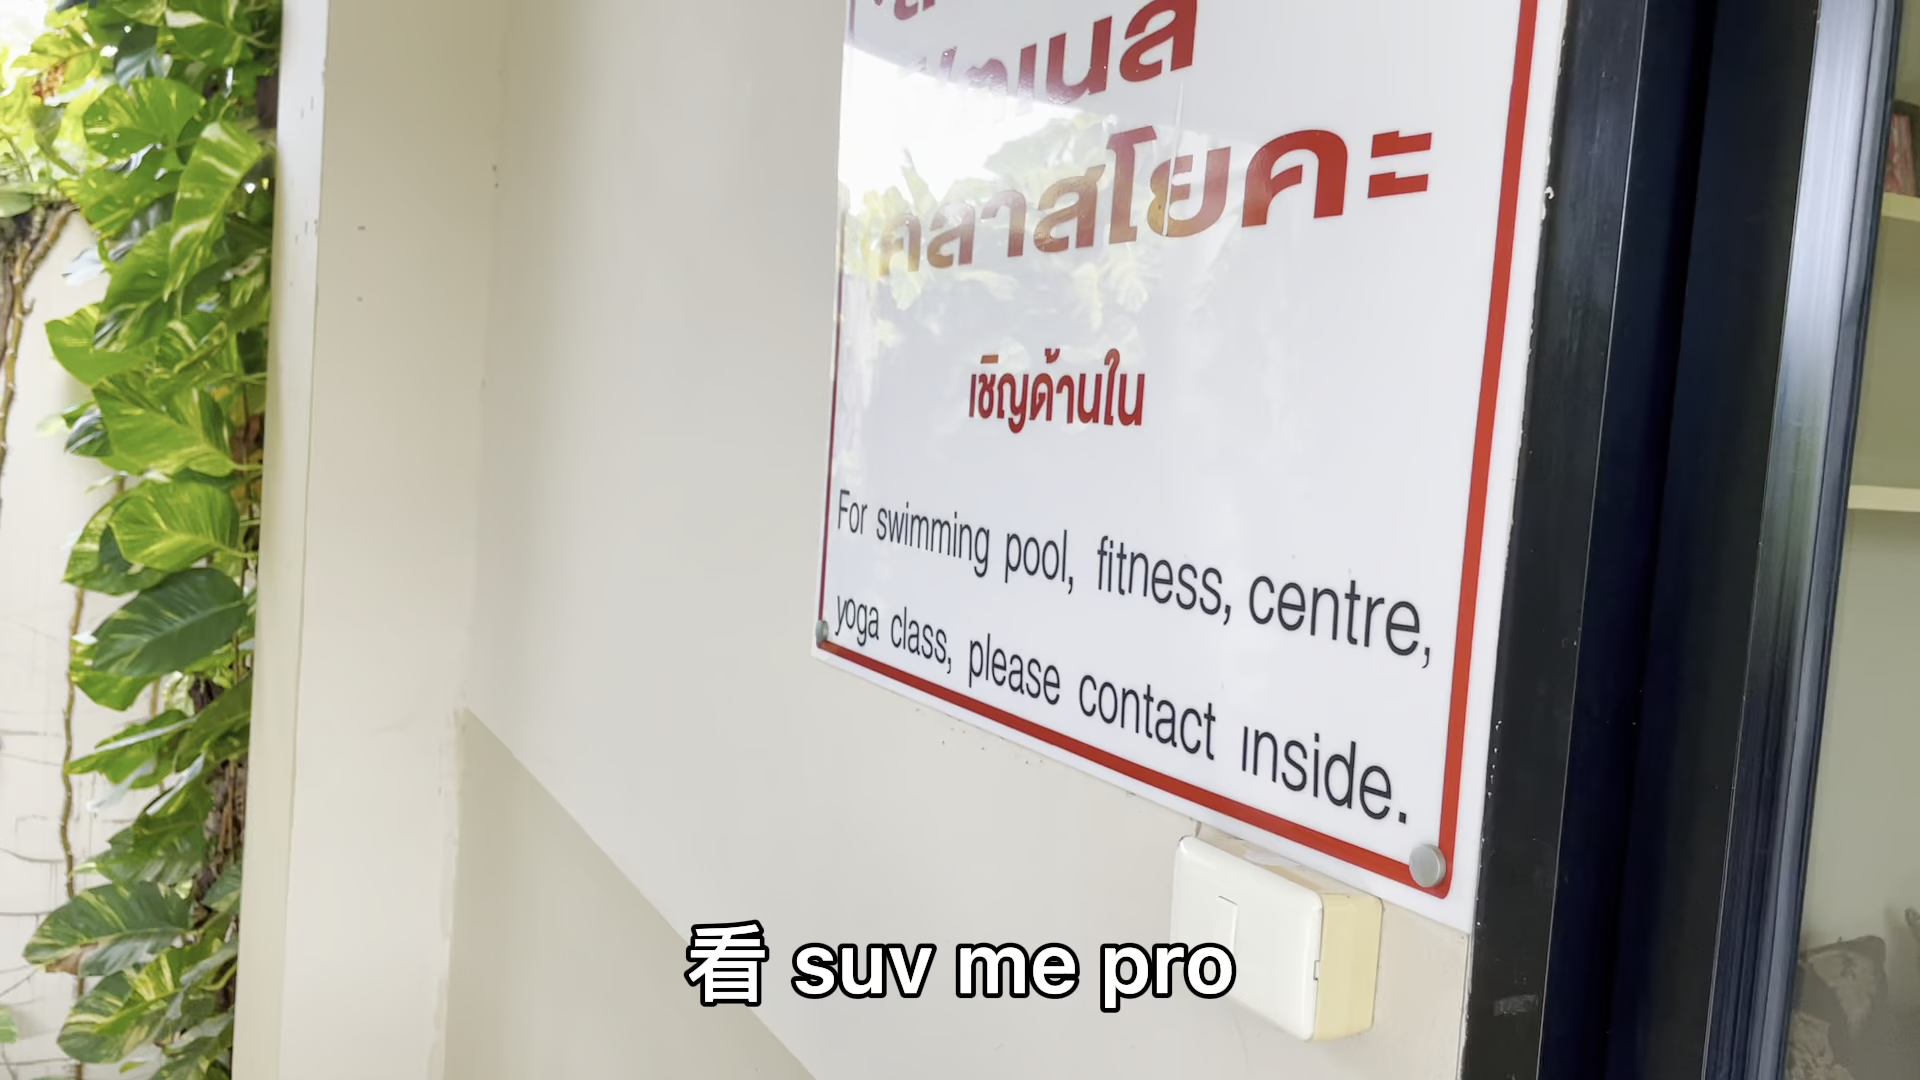 คลาสโยคะ
เชิญด้านใน
For swimming pool, fitness, centre,
yoga class, please contact inside.
看 suv me pro